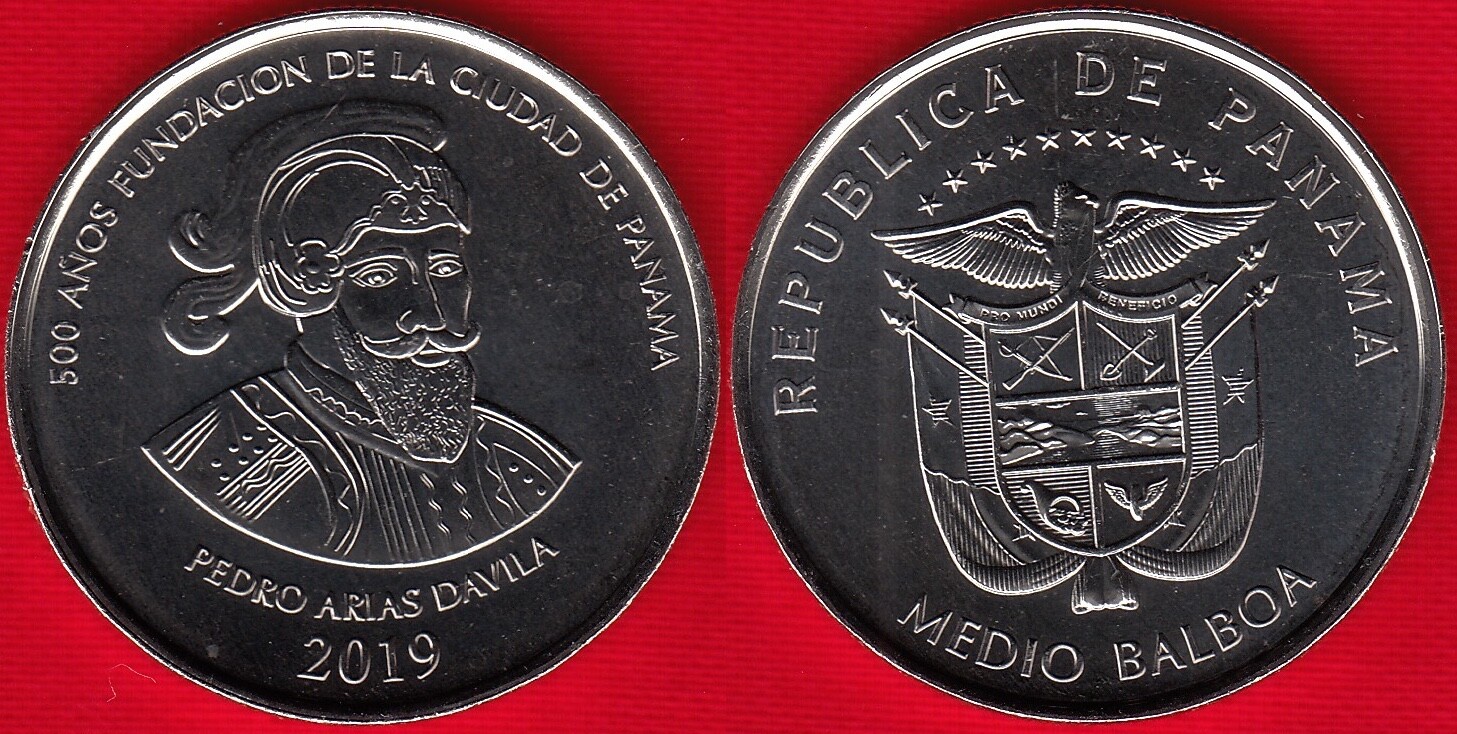 500 AÑOS FUNDACION DE LA CIUDAD DE PANAMA
PEDRO ARIAS DAVILA
2019
REPUBLICA DE PANAMA
PRO MUNDI BENEFICIO
MEDIO BALBOA